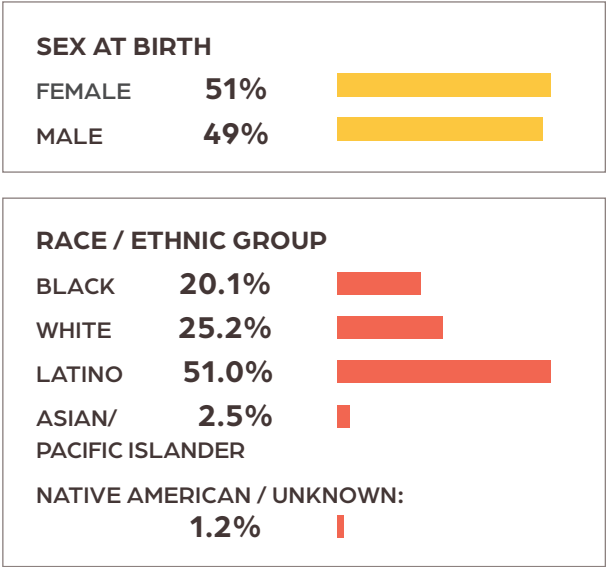 SEX AT BIRTH
FEMALE 51%
MALE 49%
RACE / ETHNIC GROUP
BLACK 20.1%
WHITE 25.2%
LATINO 51.0%
ASIAN/ 2.5%
PACIFIC ISLANDER
NATIVE AMERICAN / UNKNOWN:
1.2%